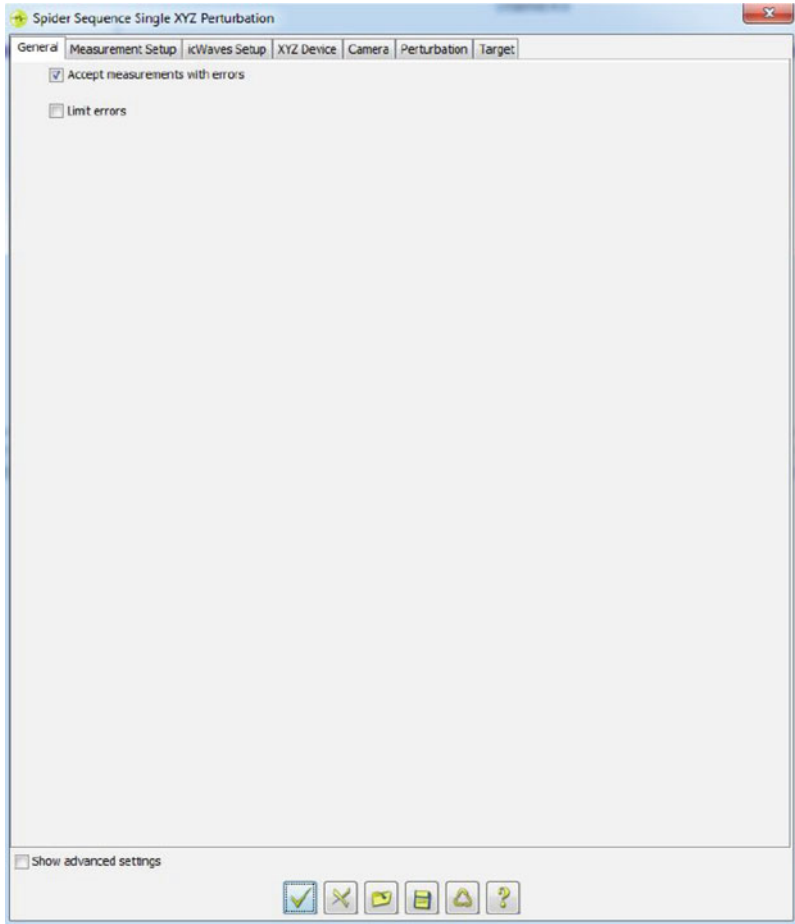 Spider Sequence Single XYZ Perturbation
General Measurement Setup icWaves Setup XYZ Device Camera Perturbation Target
Accept measurements with errors
Limit errors
Show advanced settings
?